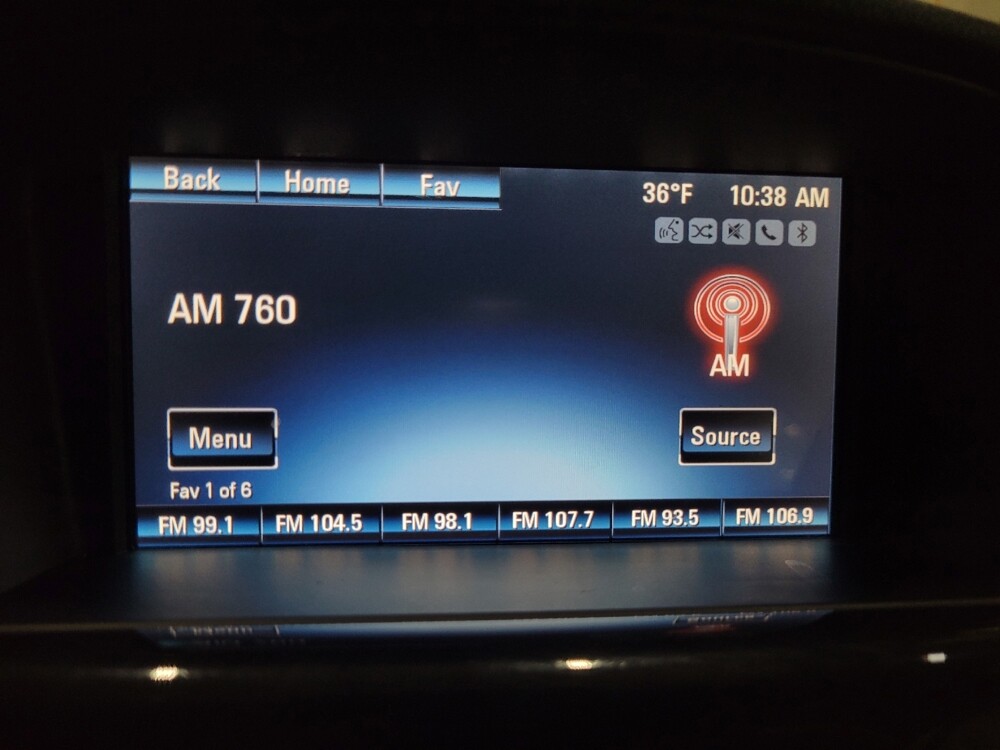 Back Home Fav 36°F 10:38 AM
AM 760
AM
Menu Source
Fav 1 of 6
FM 99.1 FM 104.5 FM 98.1 FM 107.7 FM 93.5 FM 106.9